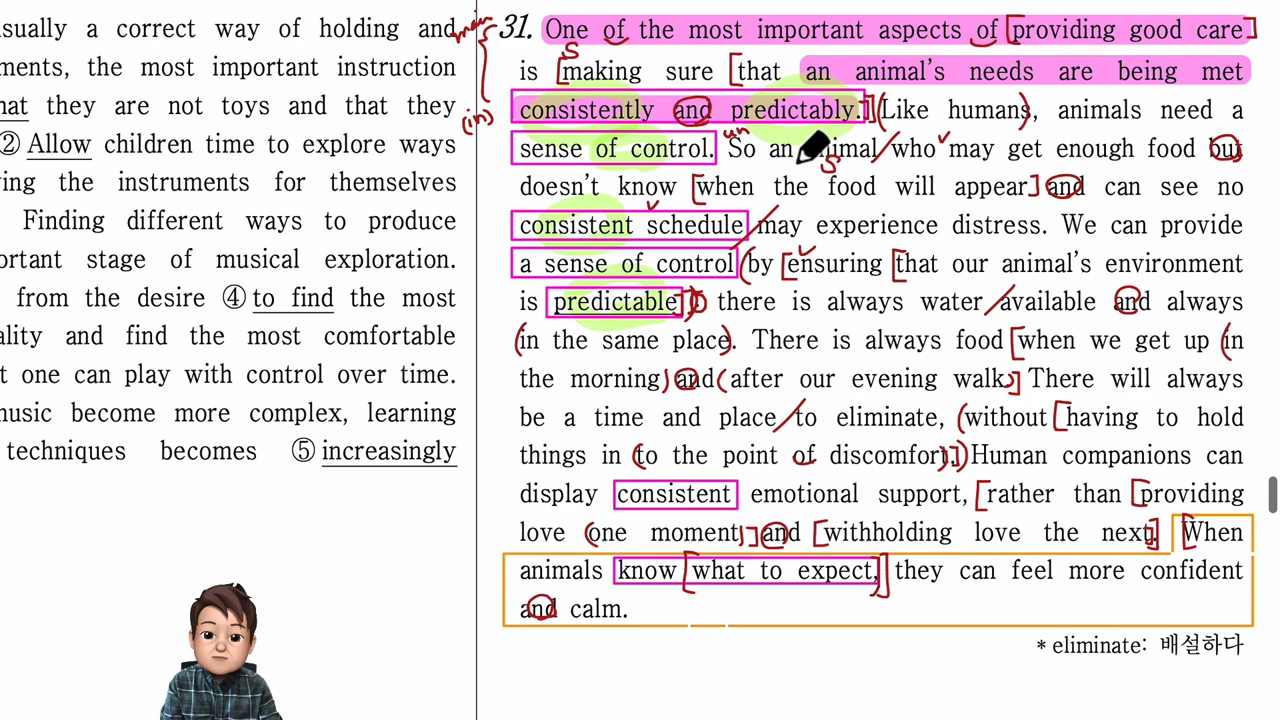 usually a correct way of holding and
ments, the most important instruction
hat they are not toys and that they
② Allow children time to explore ways
ying the instruments for themselves
Finding different ways to produce
ortant stage of musical exploration.
from the desire ④ to find the most
ality and find the most comfortable
t one can play with control over time.
music become more complex, learning
techniques becomes ⑤ increasingly
main
(in)
31. One of the most important aspects of [providing good care]
S
is [making sure [that an animal's needs are being met
consistently and predictably.] (Like humans), animals need a
un
sense of control. So an animal / who may get enough food but
S
doesn't know [when the food will appear] and can see no
consistent schedule / may experience distress. We can provide
a sense of control (by [ensuring [that our animal's environment
is predictable]]) there is always water / available and always
(in the same place). There is always food [when we get up (in
the morning) and (after our evening walk)] There will always
be a time and place / to eliminate, (without [having to hold
things in (to the point of discomfort).]) Human companions can
display consistent emotional support, [rather than [providing
love (one moment)] and [withholding love the next.] [When
animals know [what to expect,]] they can feel more confident
and calm.
* eliminate: 배설하다